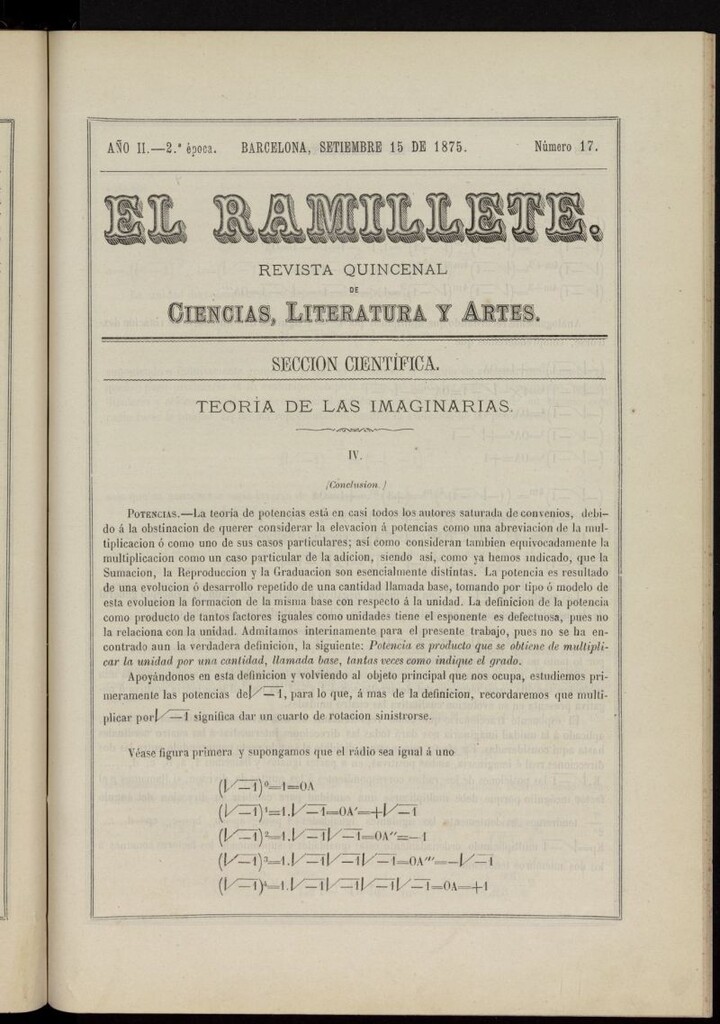 AÑO II.—2.ª época. BARCELONA, SETIEMBRE 15 DE 1875. Número 17.
EL RAMILLETE.
REVISTA QUINCENAL
DE
CIENCIAS, LITERATURA Y ARTES.
SECCION CIENTÍFICA.
TEORÍA DE LAS IMAGINARIAS.
IV.
(Conclusion.)
POTENCIAS.—La teoría de potencias está en casi todos los autores saturada de convenios, debi-
do á la obstinacion de querer considerar la elevacion á potencias como una abreviacion de la mul-
tiplicacion ó como uno de sus casos particulares; así como consideran tambien equivocadamente la
multiplicacion como un caso particular de la adicion, siendo así, como ya hemos indicado, que la
Sumacion, la Reproduccion y la Graduacion son esencialmente distintas. La potencia es resultado
de una evolucion ó desarrollo repetido de una cantidad llamada base, tomando por tipo ó modelo de
esta evolucion la formacion de la misma base con respecto á la unidad. La definicion de la potencia
como producto de tantos factores iguales como unidades tiene el esponente es defectuosa, pues no
la relaciona con la unidad. Admitamos interinamente para el presente trabajo, pues no se ha en-
contrado aun la verdadera definicion, la siguiente: Potencia es producto que se obtiene de multipli-
car la unidad por una cantidad, llamada base, tantas veces como indique el grado.
Apoyándonos en esta definicion y volviendo al objeto principal que nos ocupa, estudiemos pri-
meramente las potencias de√—1, para lo que, á mas de la definicion, recordaremos que multi-
plicar por√—1 significa dar un cuarto de rotacion sinistrorse.
Véase figura primera y supongamos que el rádio sea igual á uno
(√—1)⁰=1=OA
(√—1)¹=1.√—1=OA'=+√—1
(√—1)²=1.√—1√—1=OA''=—1
(√—1)³=1.√—1√—1√—1=OA'''=—√—1
(√—1)⁴=1.√—1√—1√—1√—1=OA=+1